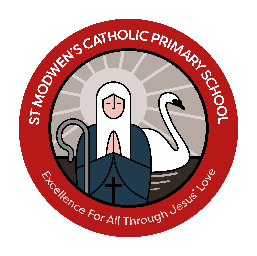 ST MODWEN'S CATHOLIC PRIMARY SCHOOL
Excellence For All Through Jesus' Love